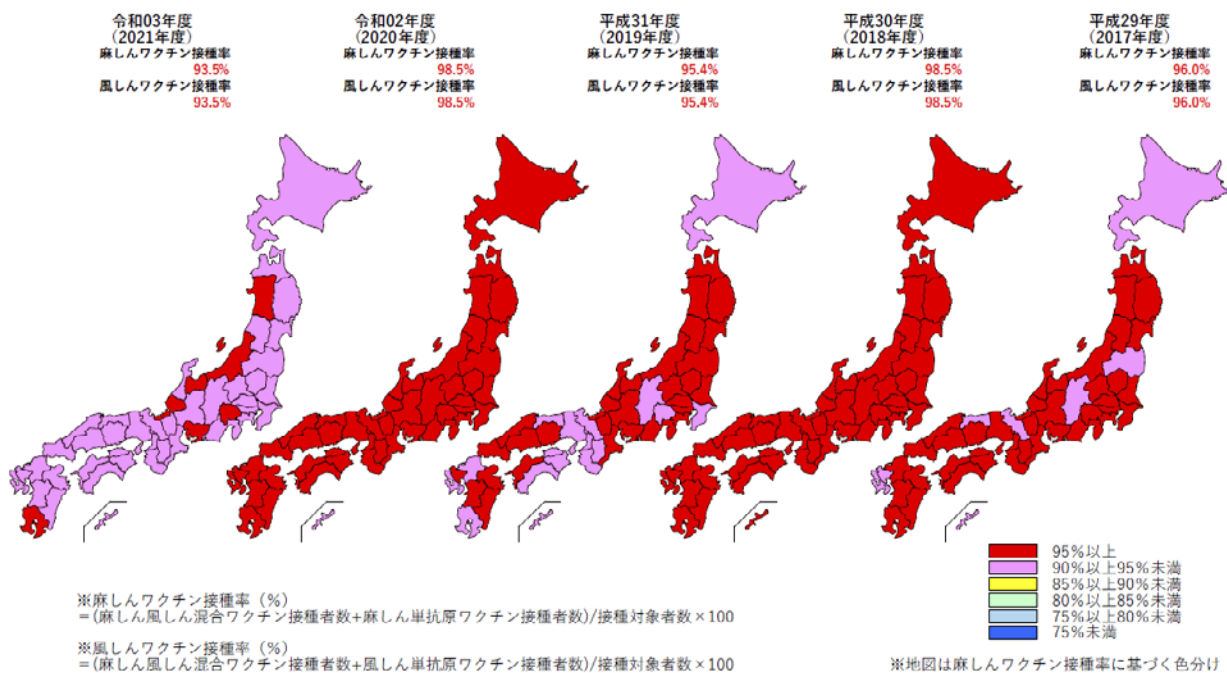 令和03年度
(2021年度)
麻しんワクチン接種率
93.5%
風しんワクチン接種率
93.5%
令和02年度
(2020年度)
麻しんワクチン接種率
98.5%
風しんワクチン接種率
98.5%
平成31年度
(2019年度)
麻しんワクチン接種率
95.4%
風しんワクチン接種率
95.4%
平成30年度
(2018年度)
麻しんワクチン接種率
98.5%
風しんワクチン接種率
98.5%
平成29年度
(2017年度)
麻しんワクチン接種率
96.0%
風しんワクチン接種率
96.0%
95%以上
90%以上95%未満
85%以上90%未満
80%以上85%未満
75%以上80%未満
75%未満
※麻しんワクチン接種率（%）
=(麻しん風しん混合ワクチン接種者数+麻しん単抗原ワクチン接種者数)/接種対象者数×100
※風しんワクチン接種率（%）
=(麻しん風しん混合ワクチン接種者数+風しん単抗原ワクチン接種者数)/接種対象者数×100
※地図は麻しんワクチン接種率に基づく色分け